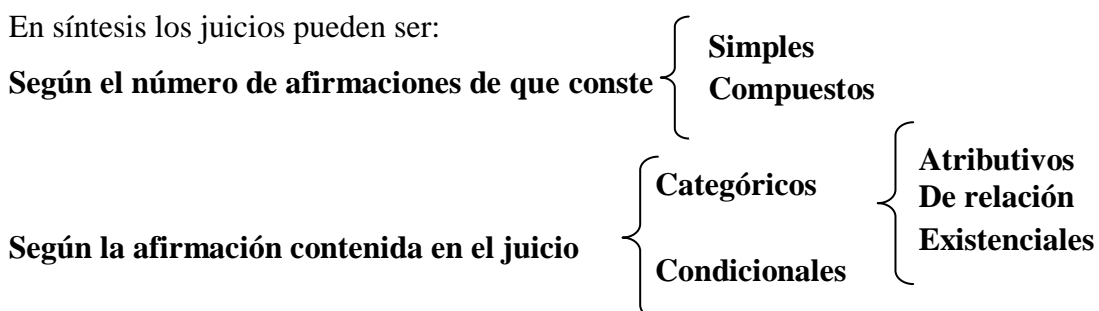 En síntesis los juicios pueden ser:
Según el número de afirmaciones de que conste
Simples
Compuestos
Según la afirmación contenida en el juicio
Categóricos
Condicionales
Atributivos
De relación
Existenciales